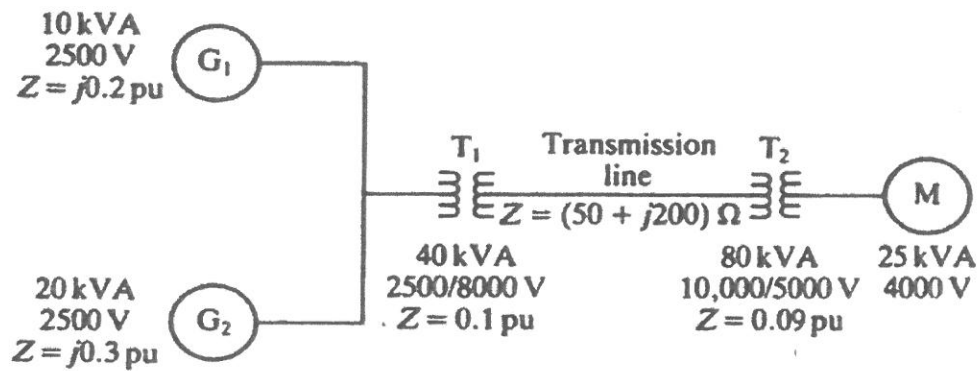 10 kVA
2500 V
Z = j0.2 pu
G₁
T₁
Transmission
line
T₂
Z = (50 + j200) Ω
M
40 kVA
2500/8000 V
Z = 0.1 pu
80 kVA
10,000/5000 V
Z = 0.09 pu
25 kVA
4000 V
20 kVA
2500 V
Z = j0.3 pu
G₂